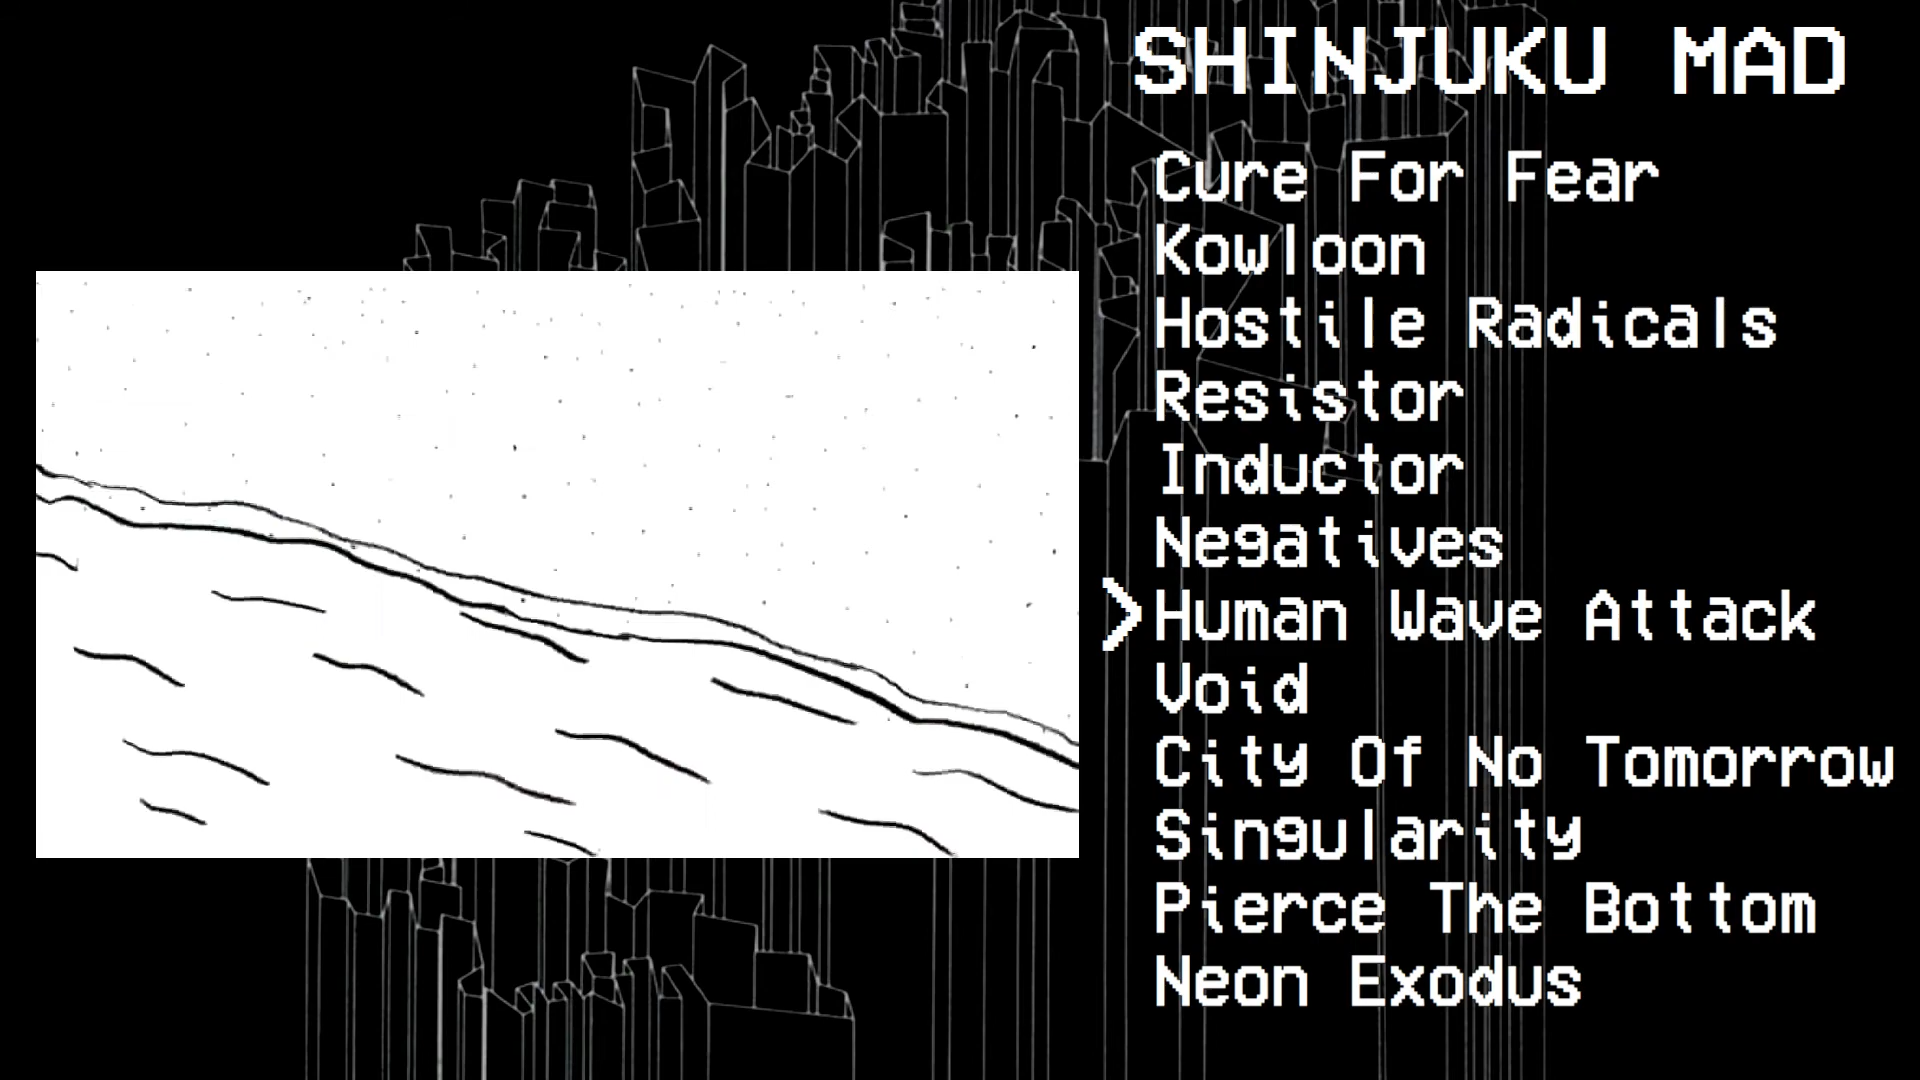 SHINJUKU MAD
Cure For Fear
Kowloon
Hostile Radicals
Resistor
Inductor
Negatives
>Human Wave Attack
Void
City Of No Tomorrow
Singularity
Pierce The Bottom
Neon Exodus